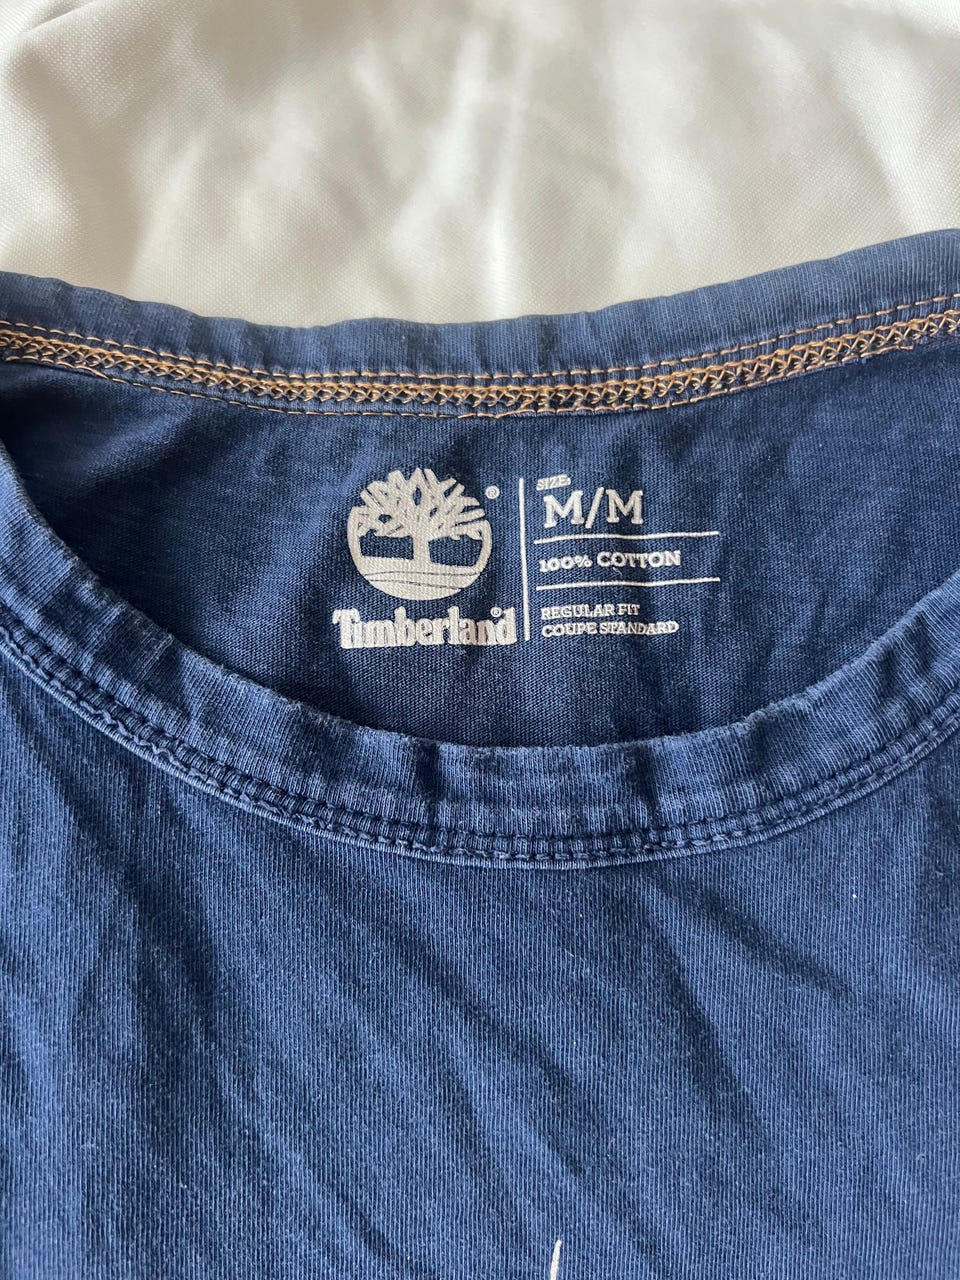 ®
Timberland®
SIZE:
M/M
100% COTTON
REGULAR FIT
COUPE STANDARD